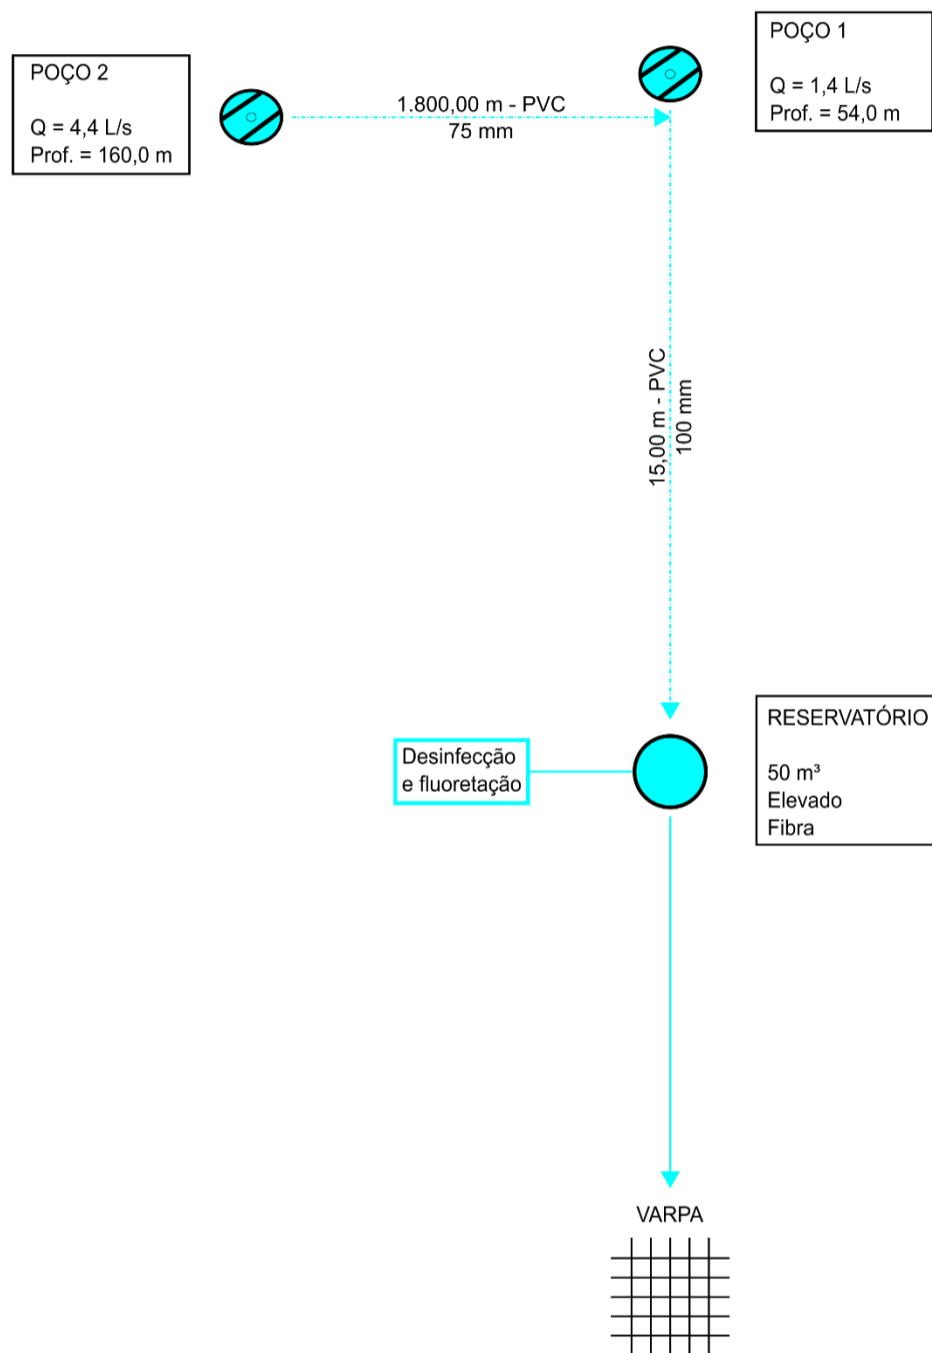 POÇO 1
Q = 1,4 L/s
Prof. = 54,0 m
POÇO 2
Q = 4,4 L/s
Prof. = 160,0 m
1.800,00 m - PVC
75 mm
15,00 m - PVC
100 mm
RESERVATÓRIO
50 m³
Elevado
Fibra
Desinfecção
e fluoretação
VARPA